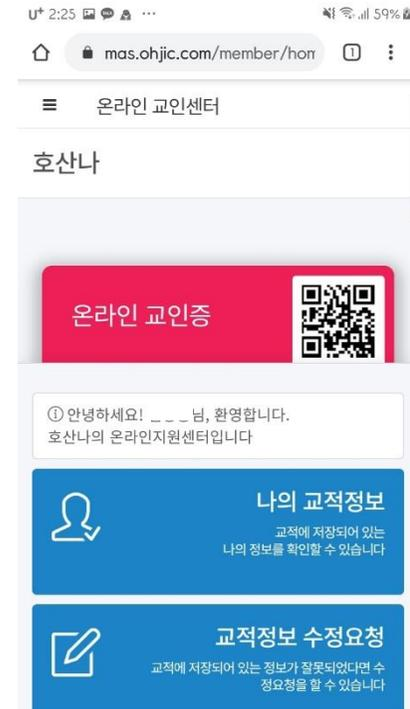 U+ 2:25 59%
mas.ohjic.com/member/hom 1
온라인 교인센터
호산나
온라인 교인증
안녕하세요! 님, 환영합니다.
호산나의 온라인지원센터입니다
나의 교적정보
교적에 저장되어 있는
나의 정보를 확인할 수 있습니다
교적정보 수정요청
교적에 저장되어 있는 정보가 잘못되었다면 수
정요청을 할 수 있습니다